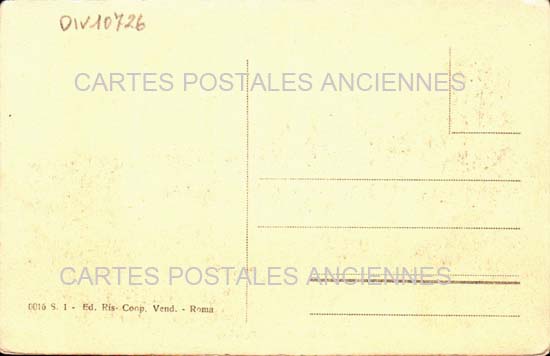 DIV10726
CARTES POSTALES ANCIENNES
CARTES POSTALES ANCIENNES
0016 S. 1 - Ed. Ris- Coop. Vend. - Roma